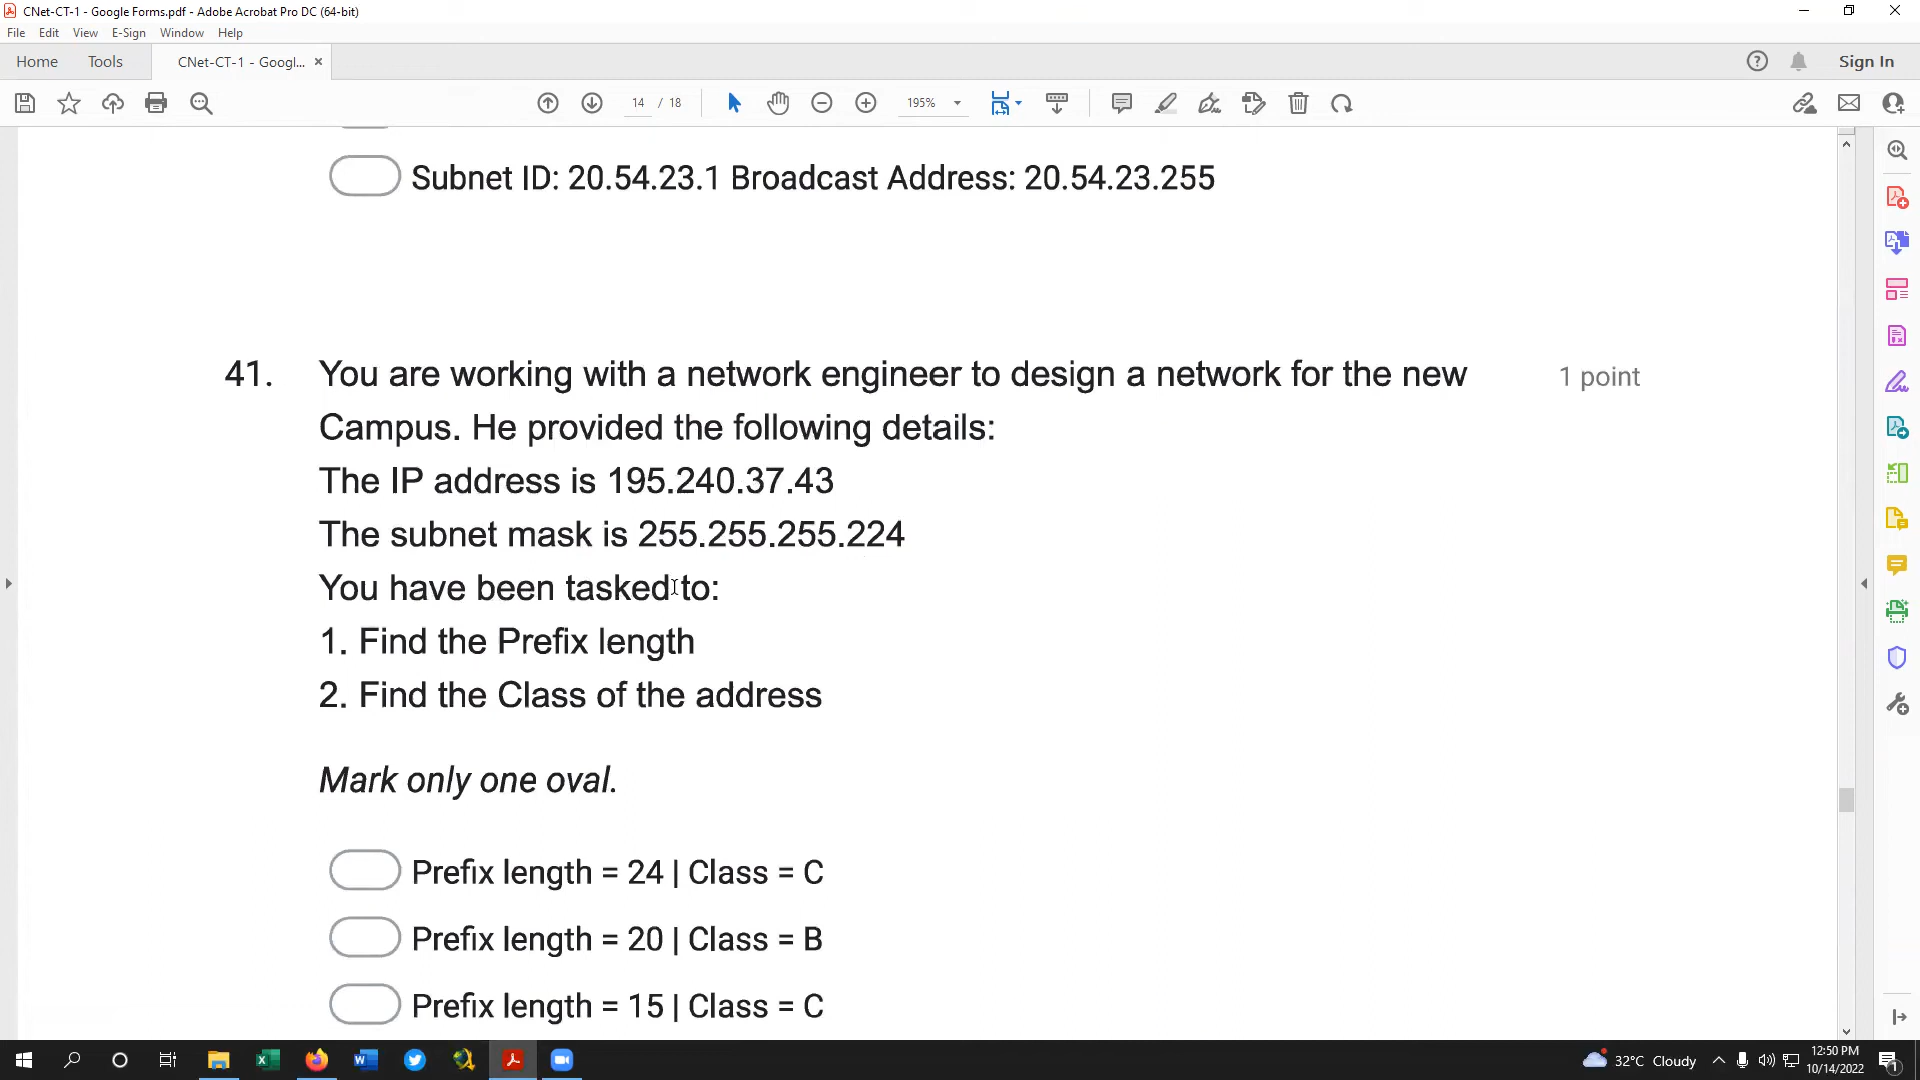 CNet-CT-1 - Google Forms.pdf - Adobe Acrobat Pro DC (64-bit)
File Edit View E-Sign Window Help
Home Tools CNet-CT-1 - Googl... × Sign In
14 / 18 195%
Subnet ID: 20.54.23.1 Broadcast Address: 20.54.23.255
41. You are working with a network engineer to design a network for the new 1 point
Campus. He provided the following details:
The IP address is 195.240.37.43
The subnet mask is 255.255.255.224
You have been tasked to:
1. Find the Prefix length
2. Find the Class of the address
Mark only one oval.
Prefix length = 24 | Class = C
Prefix length = 20 | Class = B
Prefix length = 15 | Class = C
32°C Cloudy 12:50 PM
10/14/2022 1